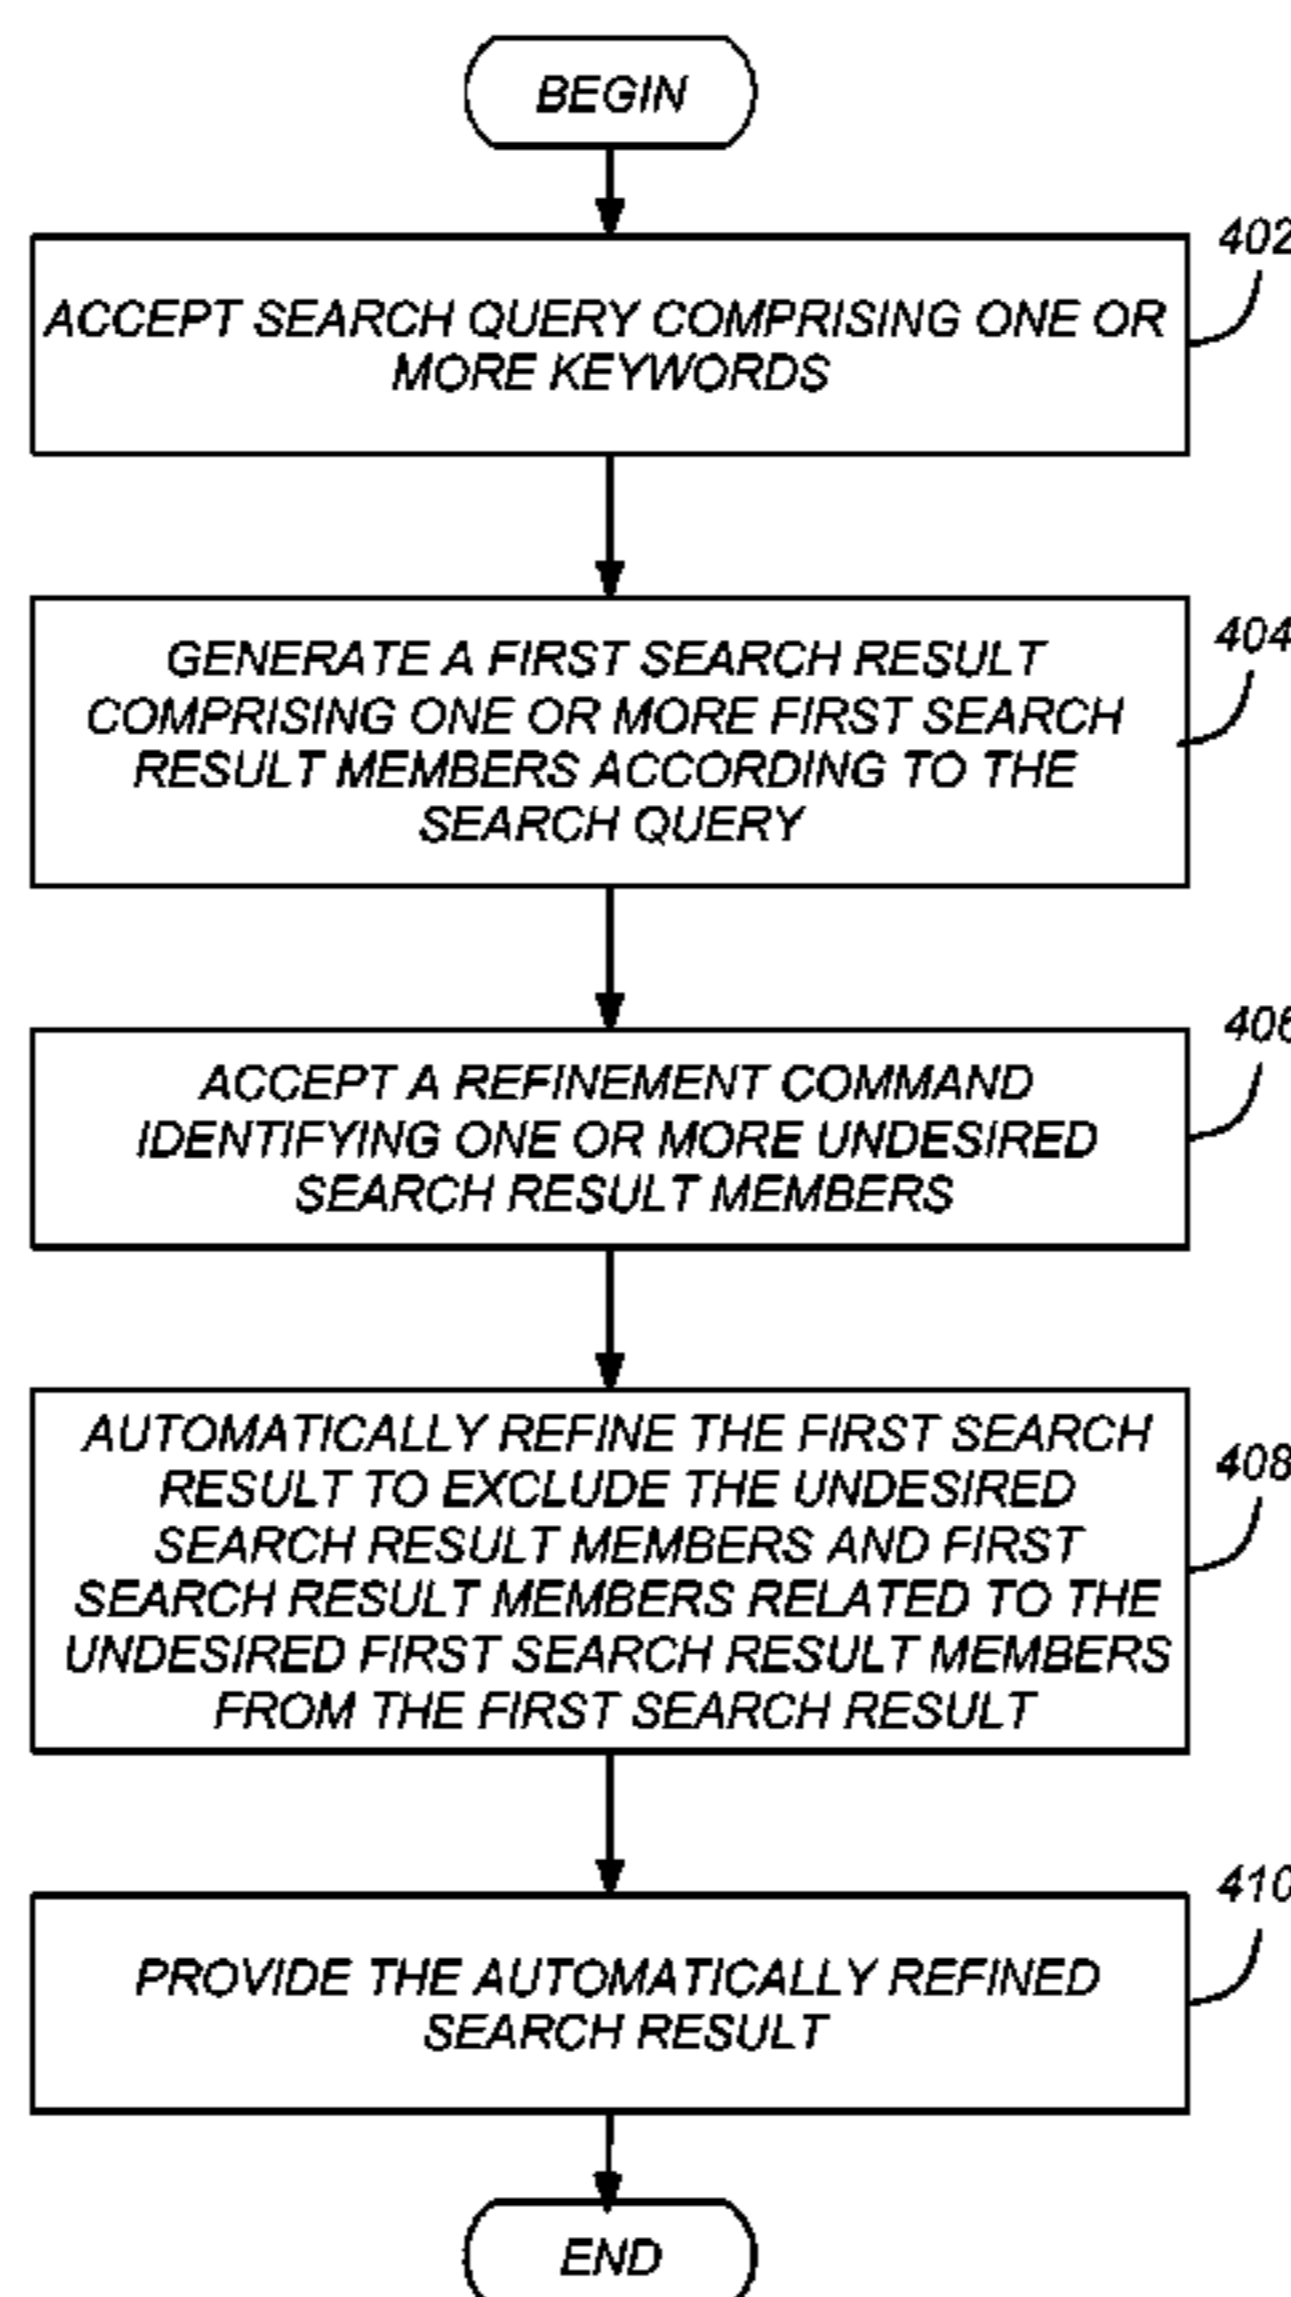 BEGIN
402
ACCEPT SEARCH QUERY COMPRISING ONE OR
MORE KEYWORDS
404
GENERATE A FIRST SEARCH RESULT
COMPRISING ONE OR MORE FIRST SEARCH
RESULT MEMBERS ACCORDING TO THE
SEARCH QUERY
406
ACCEPT A REFINEMENT COMMAND
IDENTIFYING ONE OR MORE UNDESIRED
SEARCH RESULT MEMBERS
408
AUTOMATICALLY REFINE THE FIRST SEARCH
RESULT TO EXCLUDE THE UNDESIRED
SEARCH RESULT MEMBERS AND FIRST
SEARCH RESULT MEMBERS RELATED TO THE
UNDESIRED FIRST SEARCH RESULT MEMBERS
FROM THE FIRST SEARCH RESULT
410
PROVIDE THE AUTOMATICALLY REFINED
SEARCH RESULT
END